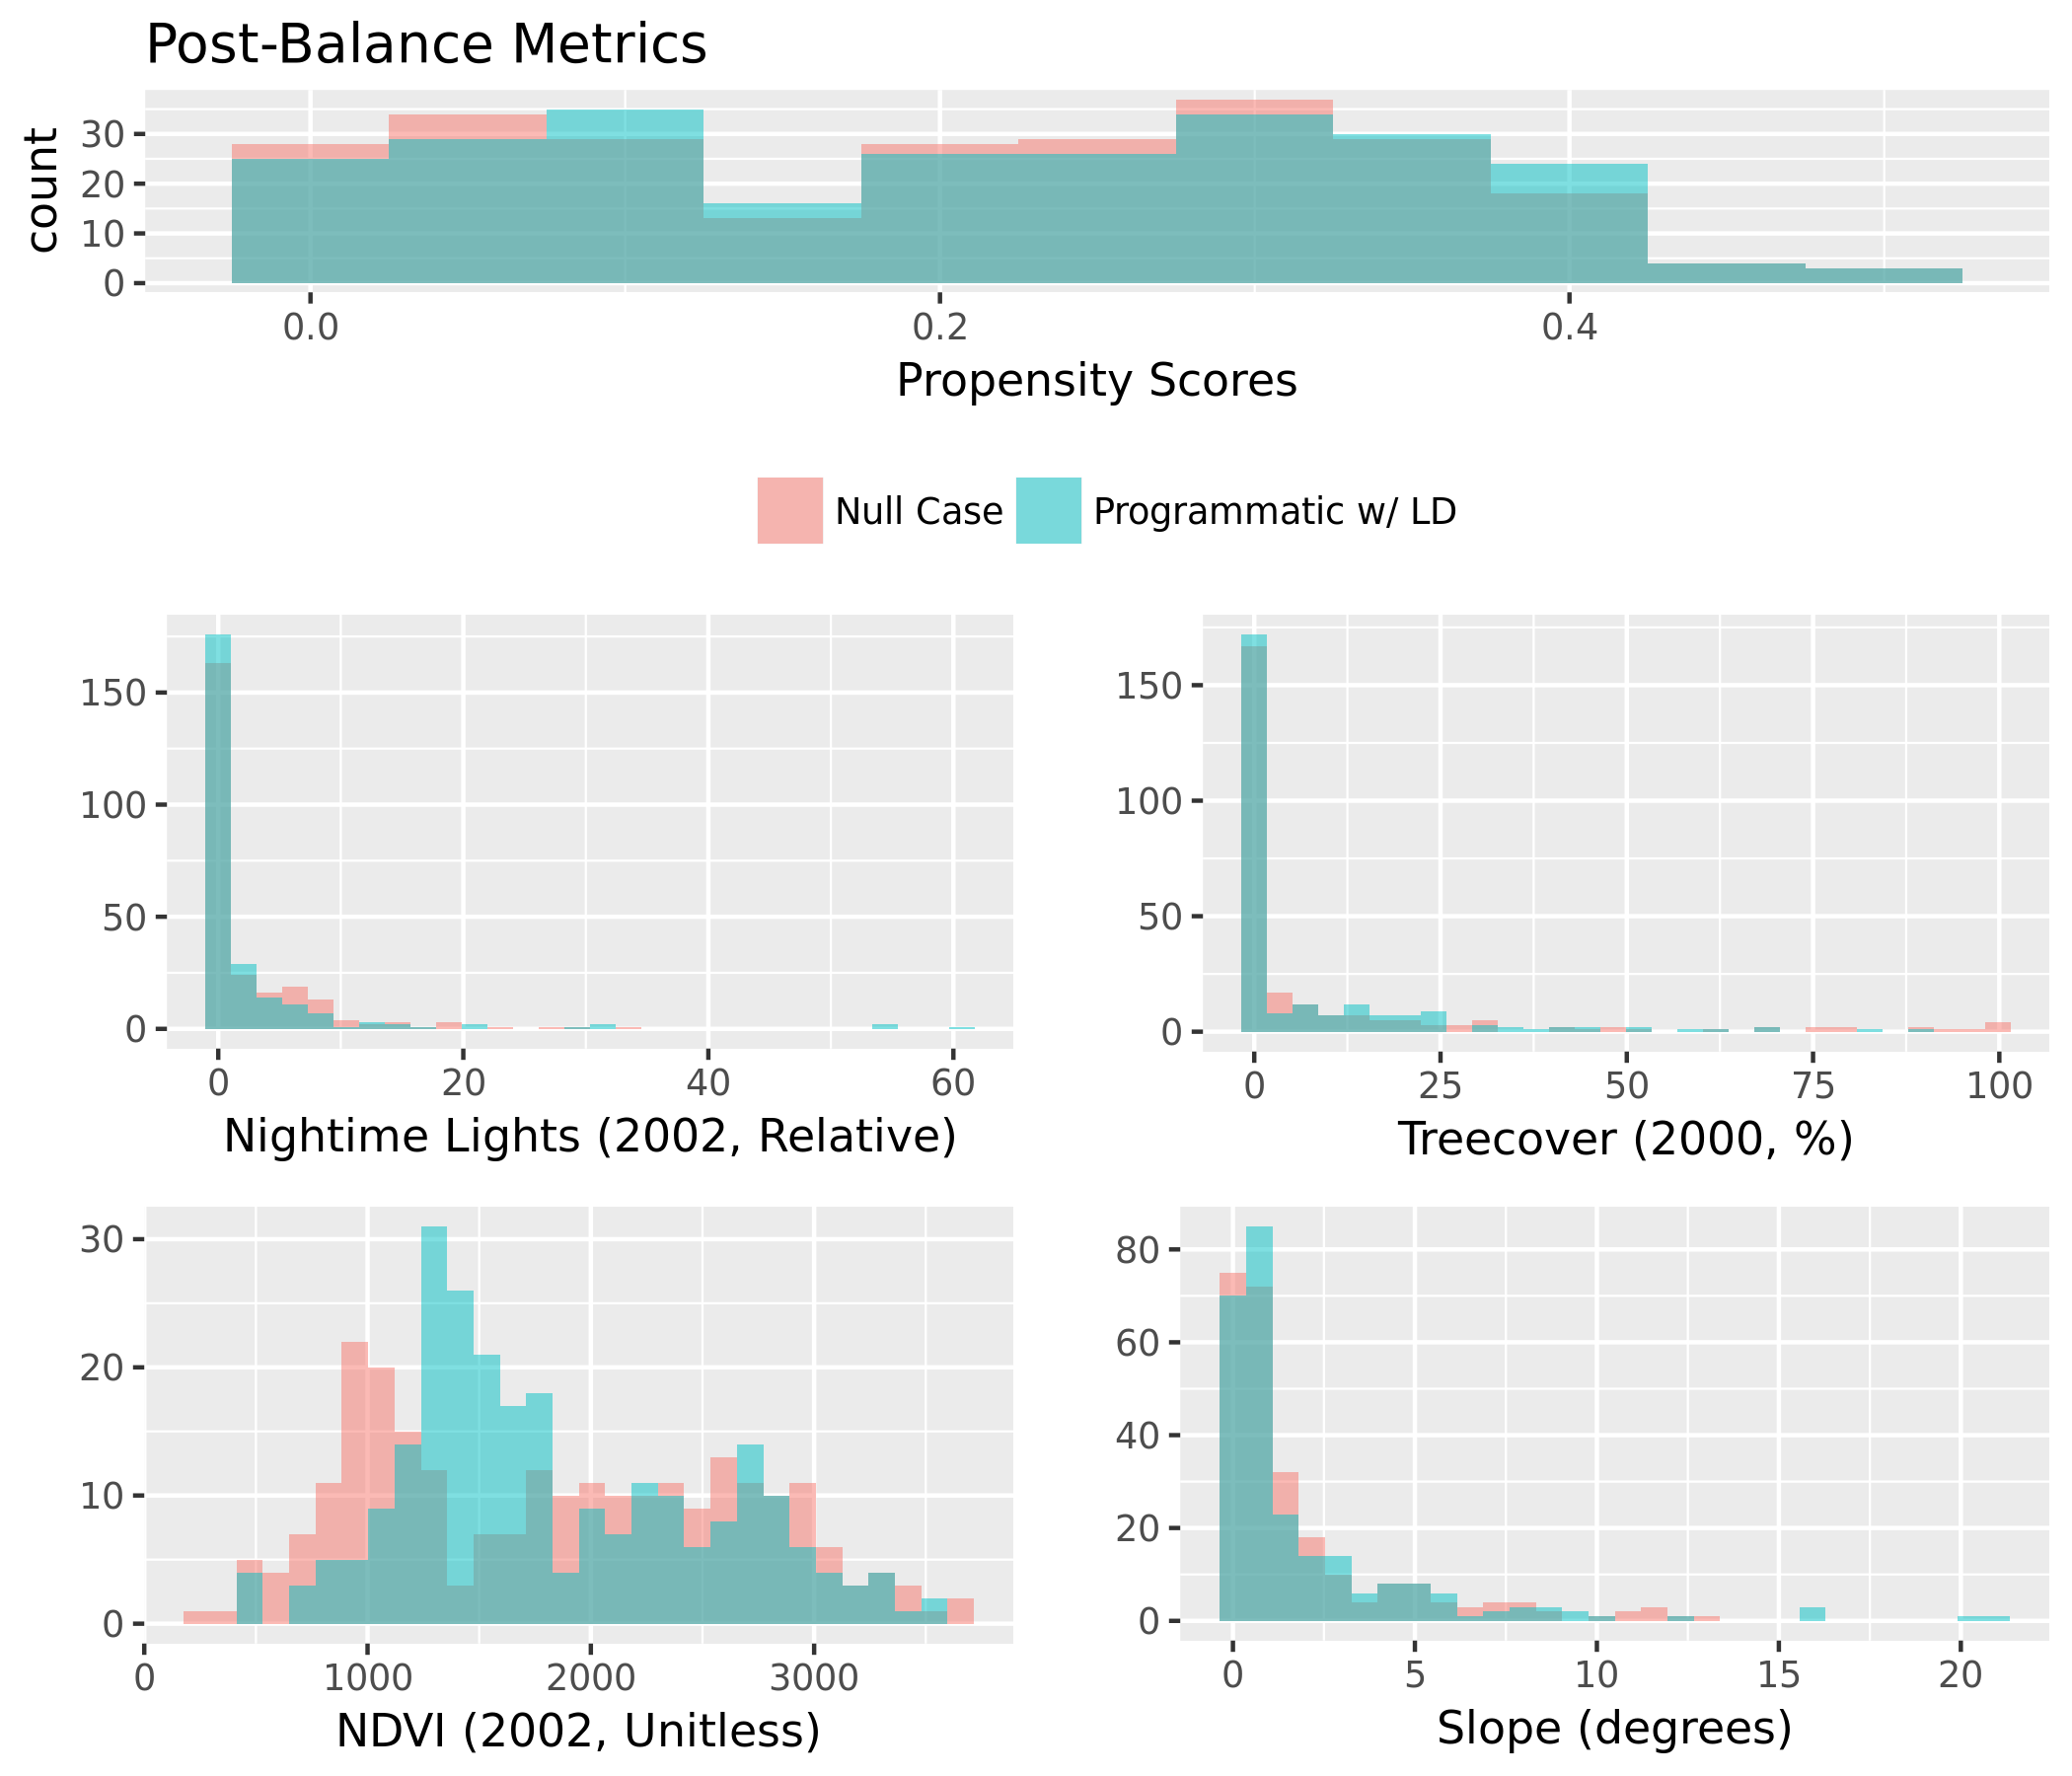 Post-Balance Metrics
count
30
20
10
0
0.0 0.2 0.4
Propensity Scores
Null Case Programmatic w/ LD
150
100
50
0
0 20 40 60
Nightime Lights (2002, Relative)
150
100
50
0
0 25 50 75 100
Treecover (2000, %)
30
20
10
0
0 1000 2000 3000
NDVI (2002, Unitless)
80
60
40
20
0
0 5 10 15 20
Slope (degrees)